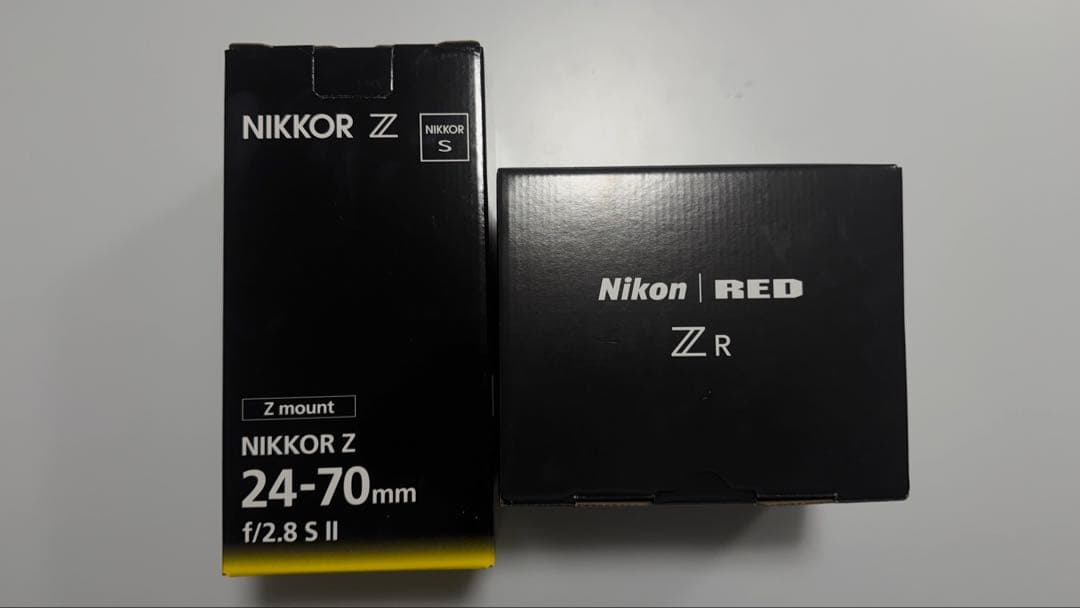 NIKKOR Z
NIKKOR
S
Z mount
NIKKOR Z
24-70mm
f/2.8 S II
Nikon | RED
Z R